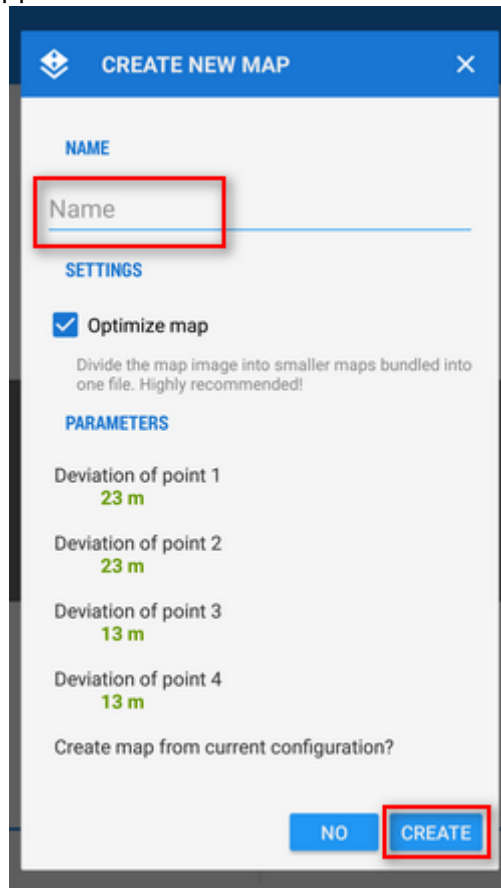 CREATE NEW MAP
NAME
Name
SETTINGS
Optimize map
Divide the map image into smaller maps bundled into
one file. Highly recommended!
PARAMETERS
Deviation of point 1
23 m
Deviation of point 2
23 m
Deviation of point 3
13 m
Deviation of point 4
13 m
Create map from current configuration?
NO CREATE